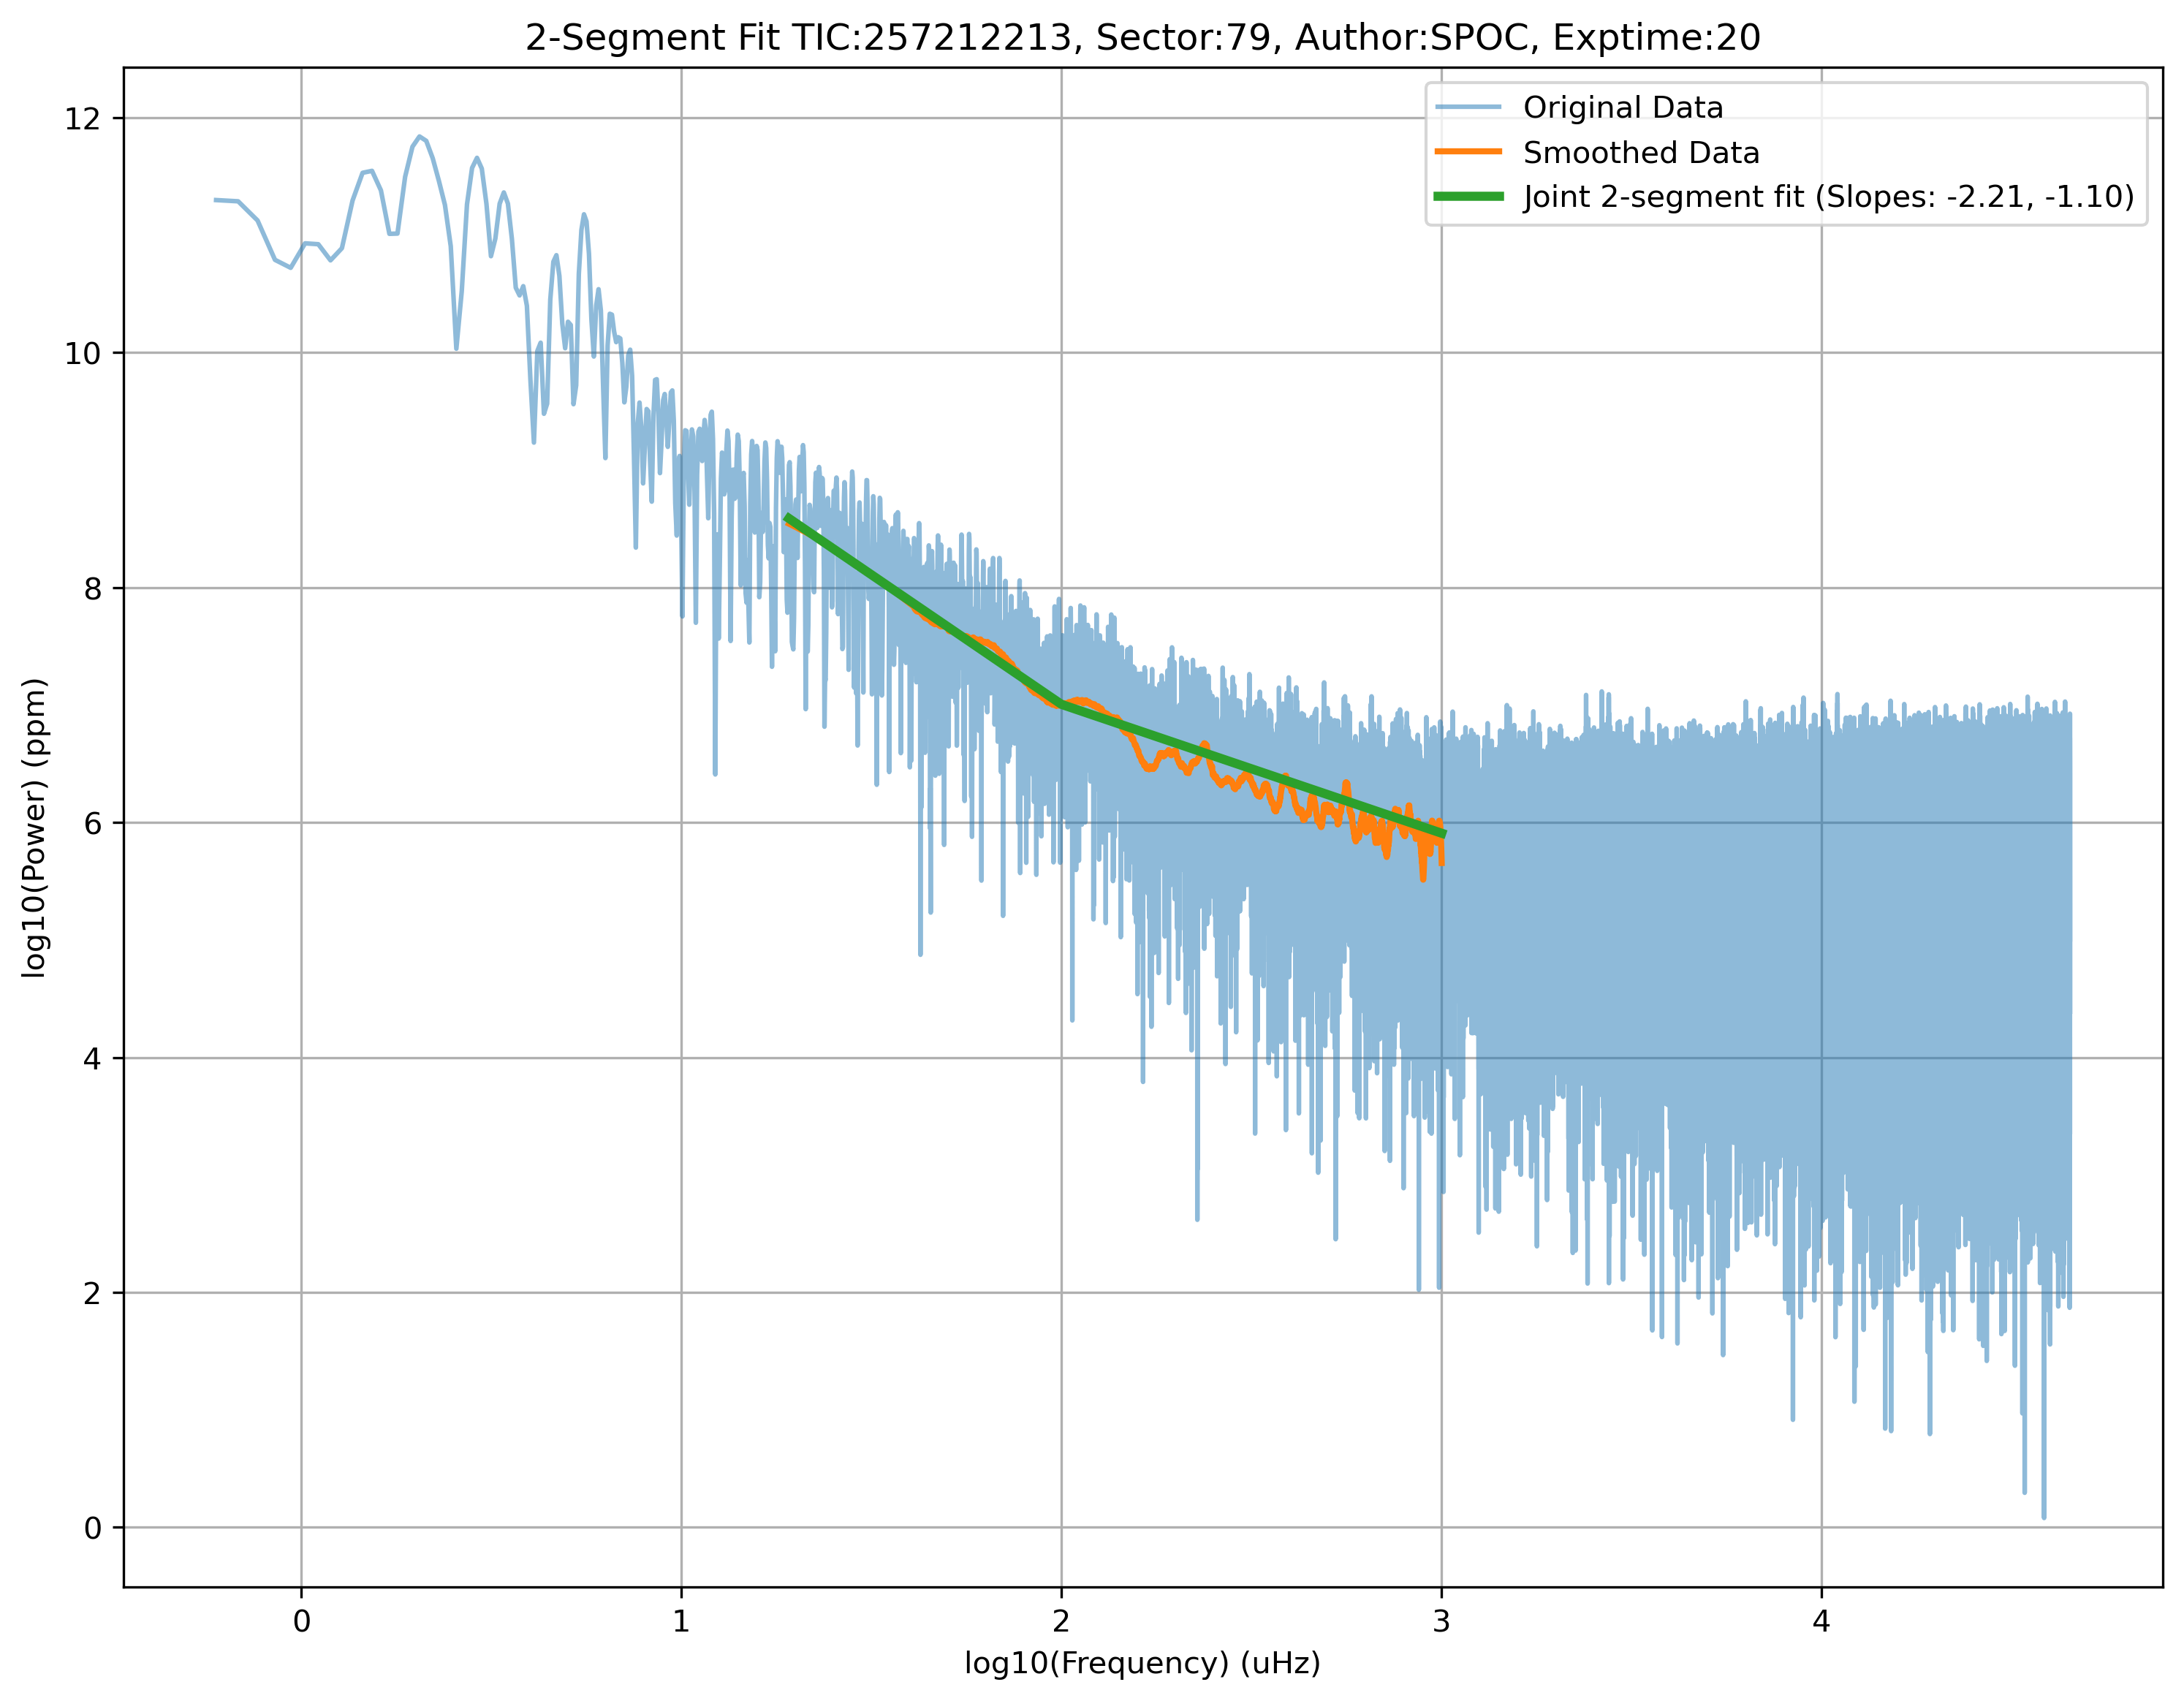 2-Segment Fit TIC:257212213, Sector:79, Author:SPOC, Exptime:20
Original Data
Smoothed Data
Joint 2-segment fit (Slopes: -2.21, -1.10)
log10(Power) (ppm)
12
10
8
6
4
2
0
0 1 2 3 4
log10(Frequency) (uHz)